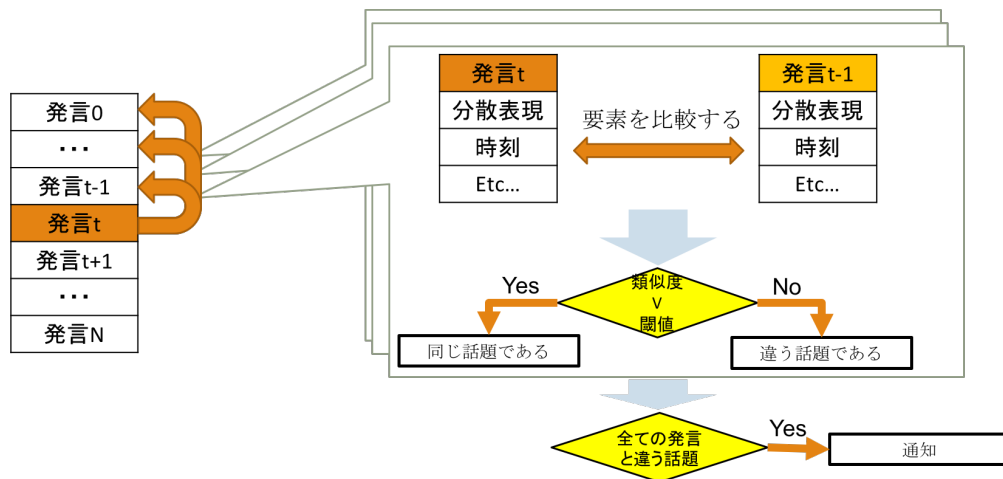 発言0
・・・
発言t-1
発言t
発言t+1
・・・
発言N
発言t
分散表現
時刻
Etc...
要素を比較する
発言t-1
分散表現
時刻
Etc...
Yes
類似度
∨
閾値
No
同じ話題である
違う話題である
全ての発言
と違う話題
Yes
通知